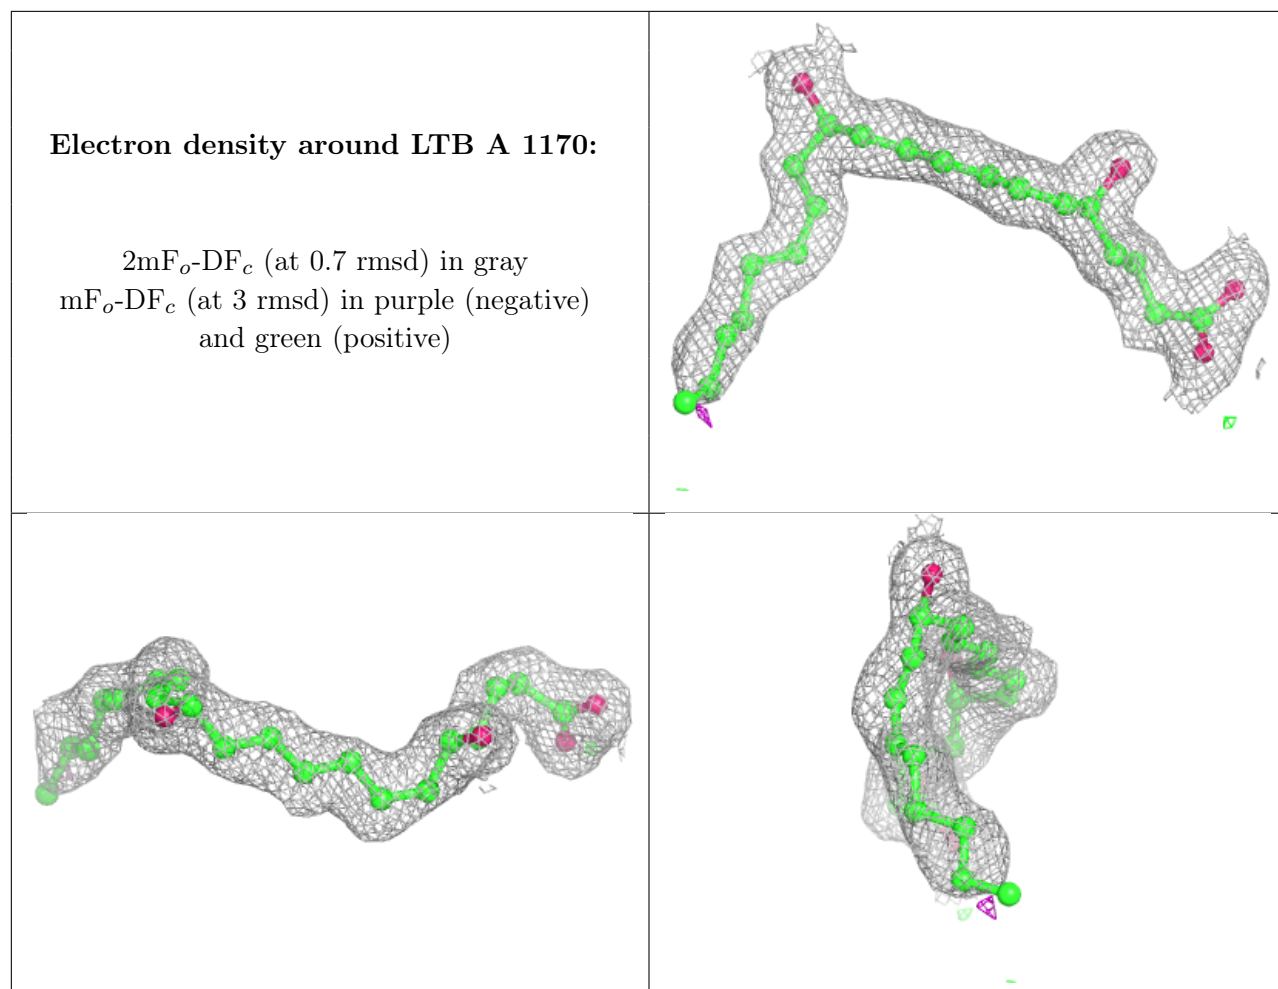 Electron density around LTB A 1170:
2mFo-DFc (at 0.7 rmsd) in gray
mFo-DFc (at 3 rmsd) in purple (negative)
and green (positive)